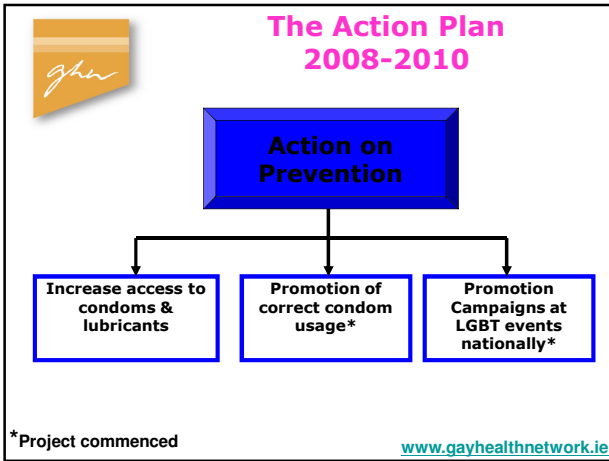 ghn
The Action Plan
2008-2010
Action on
Prevention
Increase access to
condoms &
lubricants
Promotion of
correct condom
usage*
Promotion
Campaigns at
LGBT events
nationally*
*Project commenced
www.gayhealthnetwork.ie